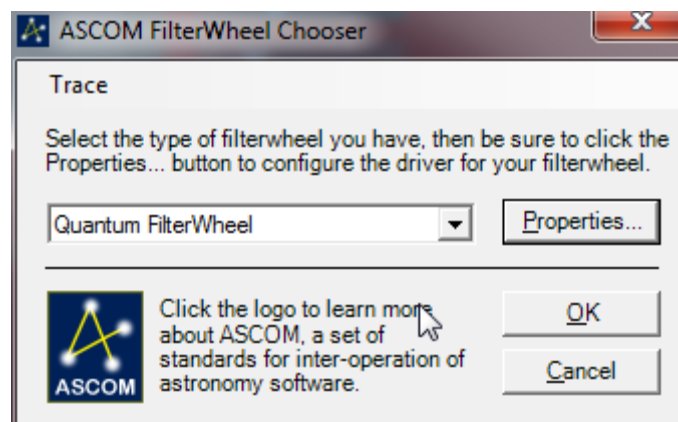 ASCOM FilterWheel Chooser
Trace
Select the type of filterwheel you have, then be sure to click the
Properties... button to configure the driver for your filterwheel.
Quantum FilterWheel
Properties...
Click the logo to learn more
about ASCOM, a set of
standards for inter-operation of
astronomy software.
ASCOM
OK
Cancel